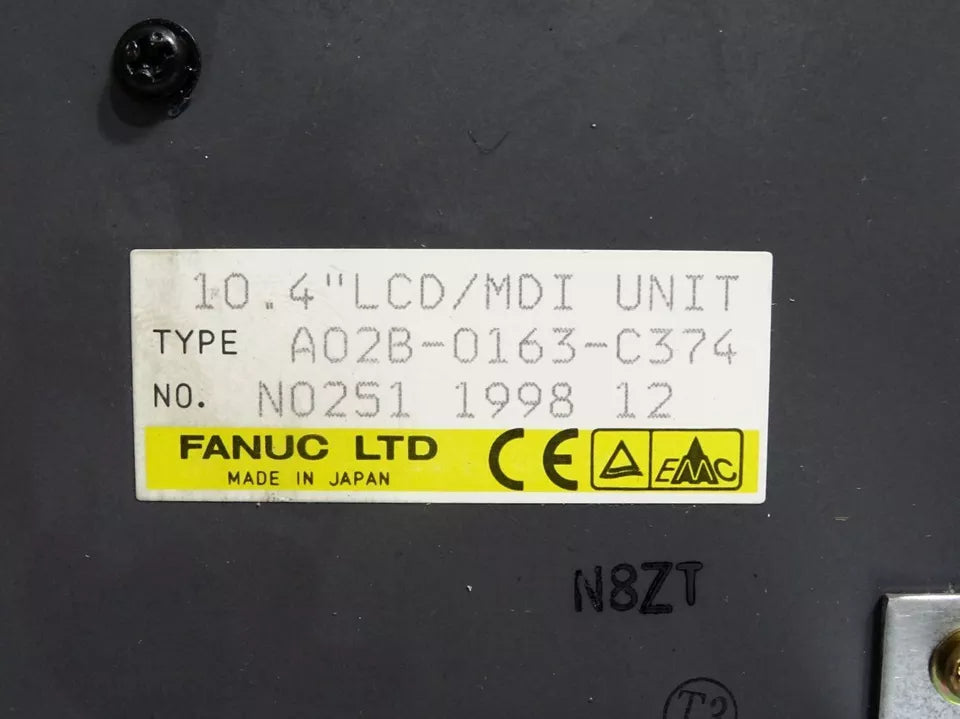 10.4"LCD/MDI UNIT
TYPE A02B-0163-C374
NO. N02S1 1998 12
FANUC LTD
MADE IN JAPAN
CE
EMC
N8ZT